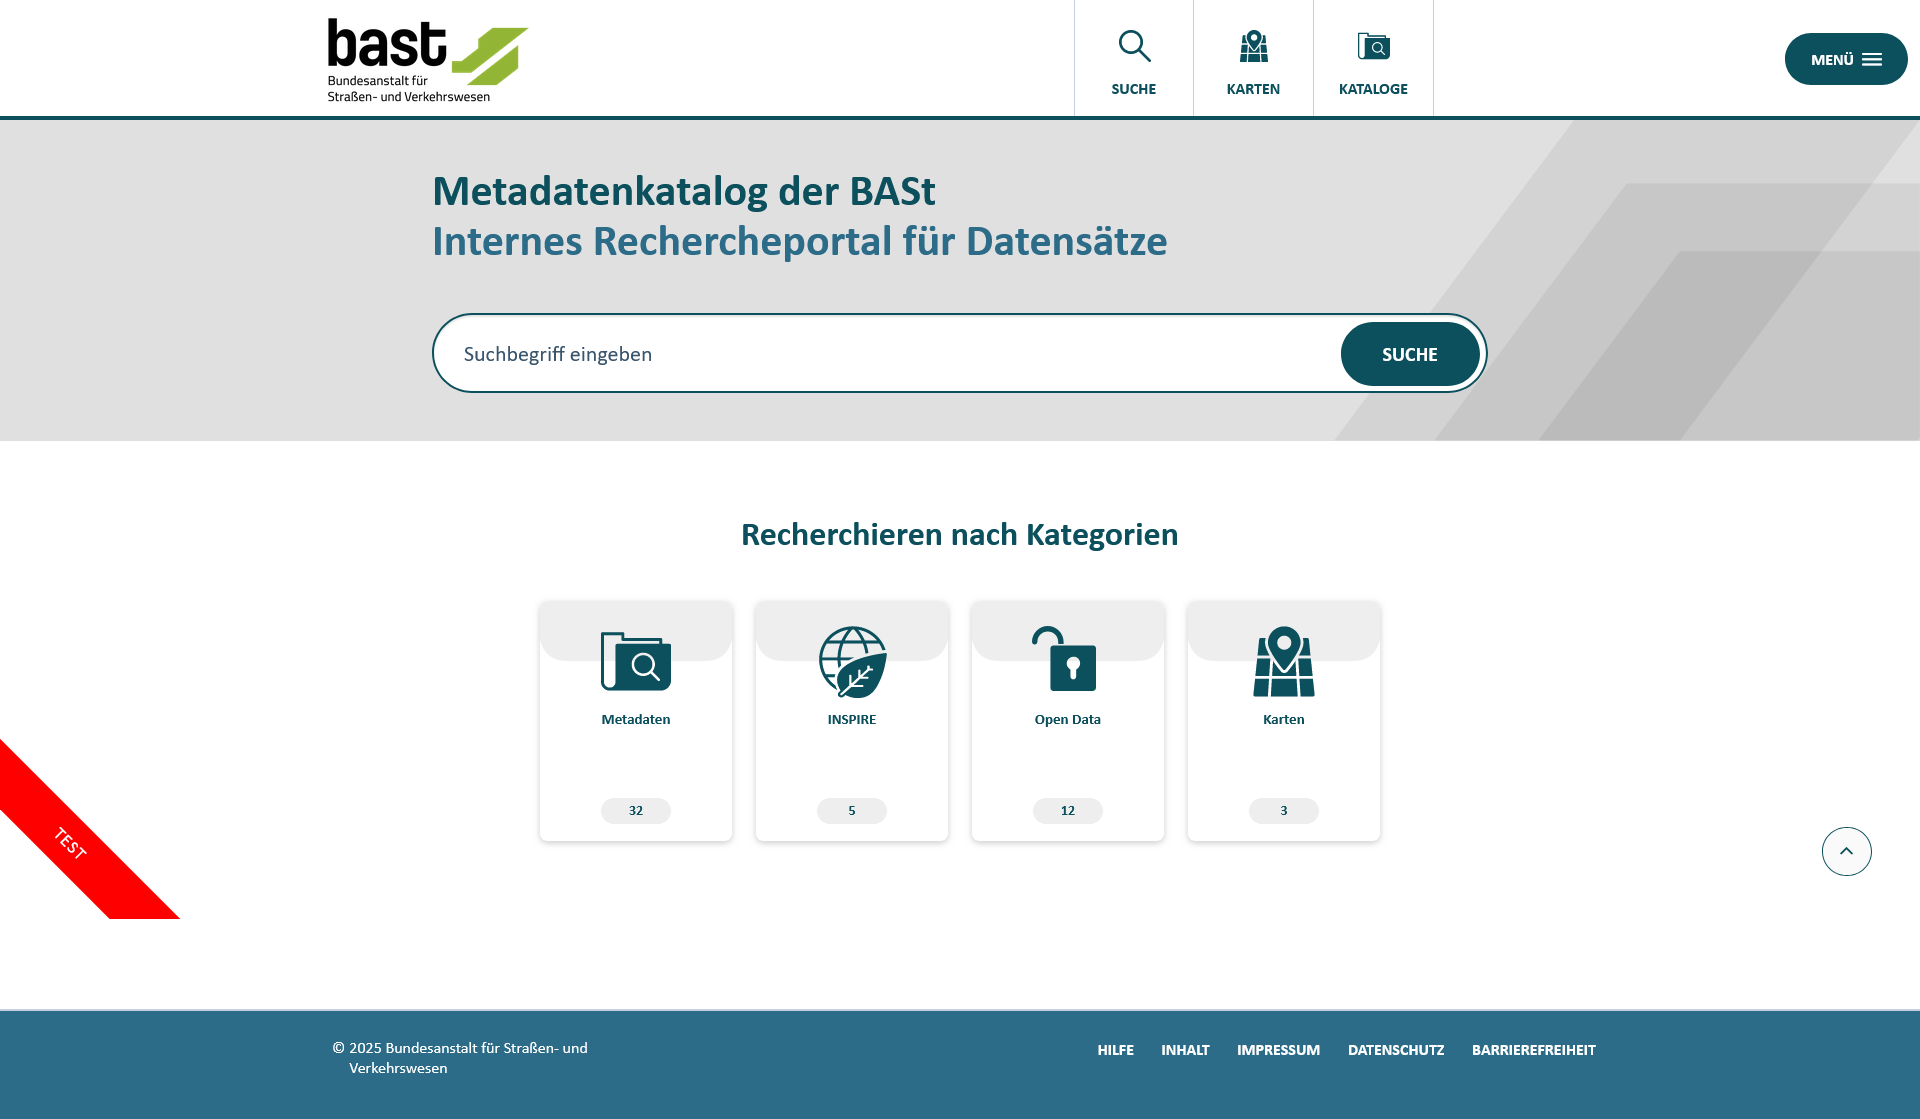 bast
Bundesanstalt für
Straßen- und Verkehrswesen
SUCHE
KARTEN
KATALOGE
MENÜ
Metadatenkatalog der BASt
Internes Rechercheportal für Datensätze
Suchbegriff eingeben
SUCHE
Recherchieren nach Kategorien
Metadaten
INSPIRE
Open Data
Karten
32
5
12
3
TEST
© 2025 Bundesanstalt für Straßen- und
Verkehrswesen
HILFE
INHALT
IMPRESSUM
DATENSCHUTZ
BARRIEREFREIHEIT